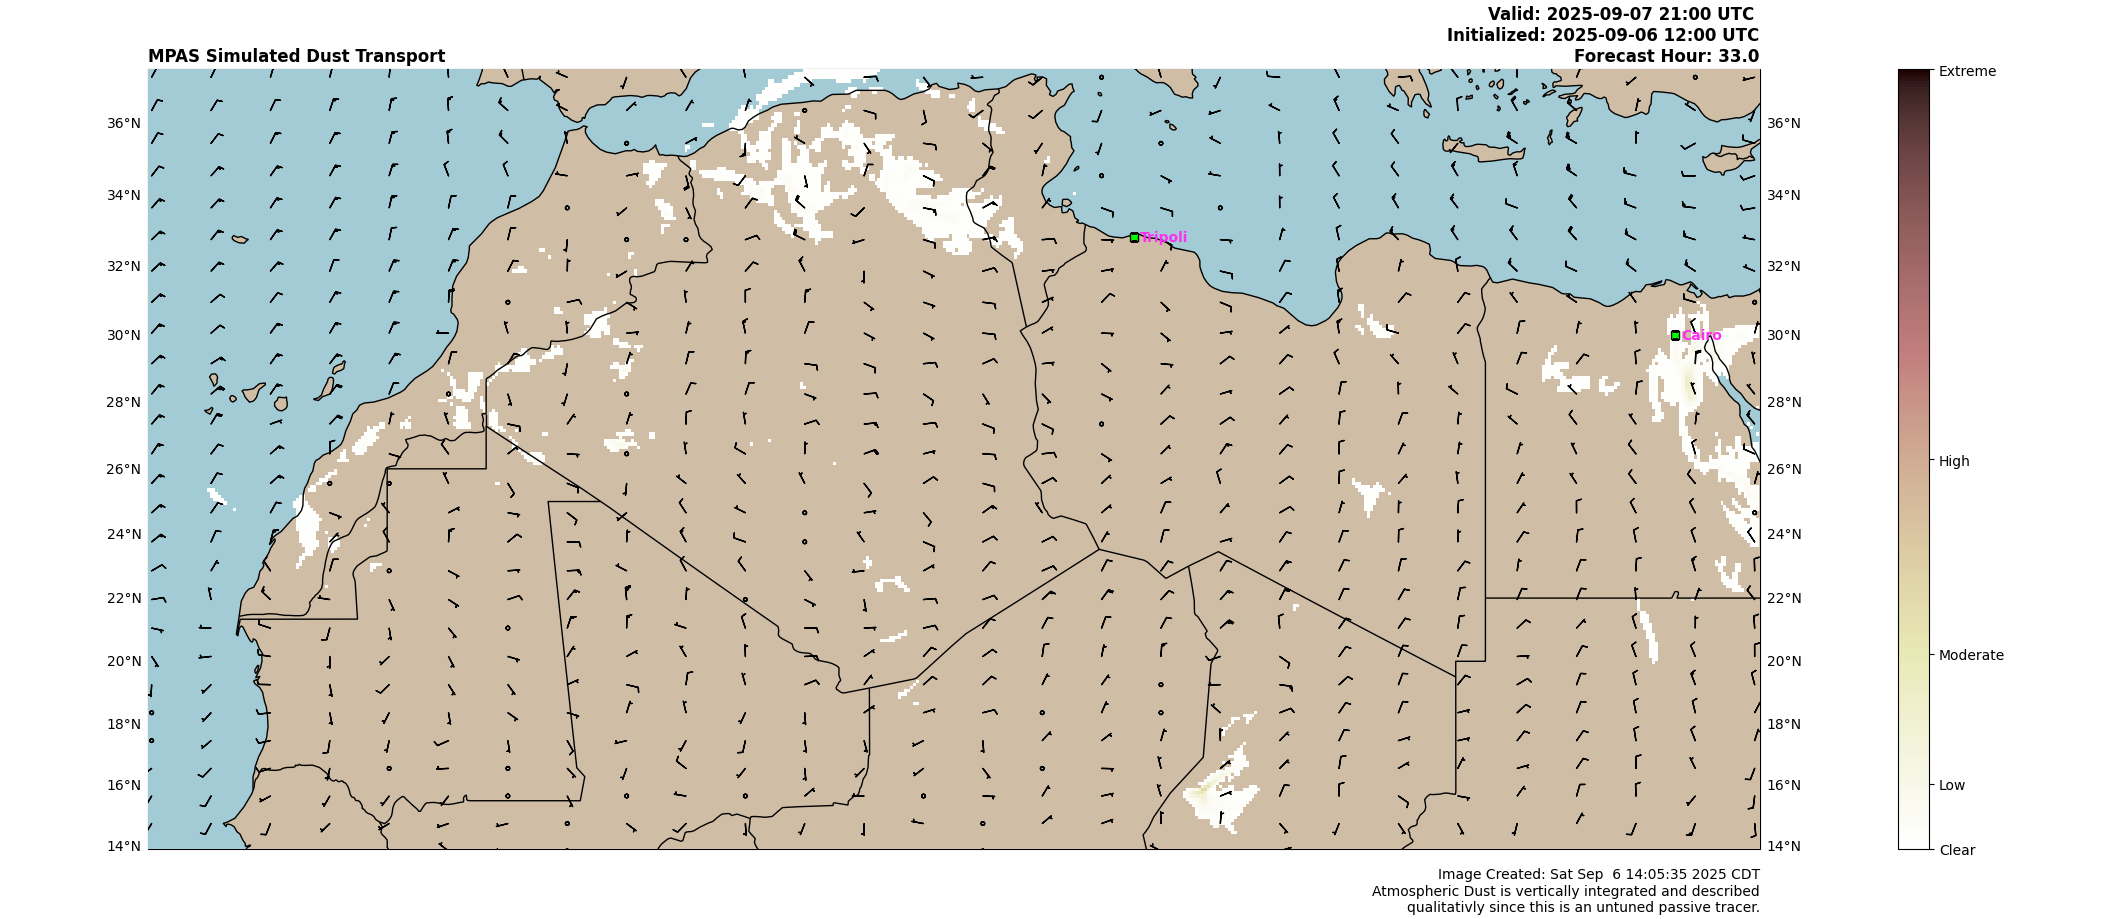 Valid: 2025-09-07 21:00 UTC
Initialized: 2025-09-06 12:00 UTC
MPAS Simulated Dust Transport
Forecast Hour: 33.0
36°N
34°N
32°N
30°N
28°N
26°N
24°N
22°N
20°N
18°N
16°N
14°N
Tripoli
Cairo
36°N
34°N
32°N
30°N
28°N
26°N
24°N
22°N
20°N
18°N
16°N
14°N
Extreme
High
Moderate
Low
Clear
Image Created: Sat Sep  6 14:05:35 2025 CDT
Atmospheric Dust is vertically integrated and described
qualitativly since this is an untuned passive tracer.